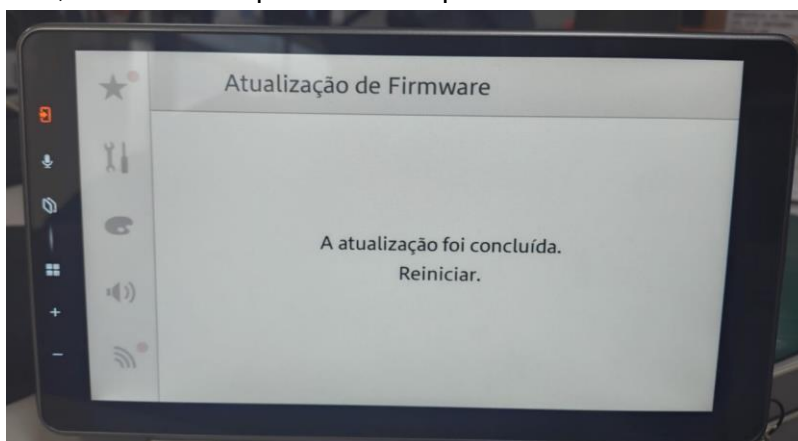 Atualização de Firmware
A atualização foi concluída.
Reiniciar.